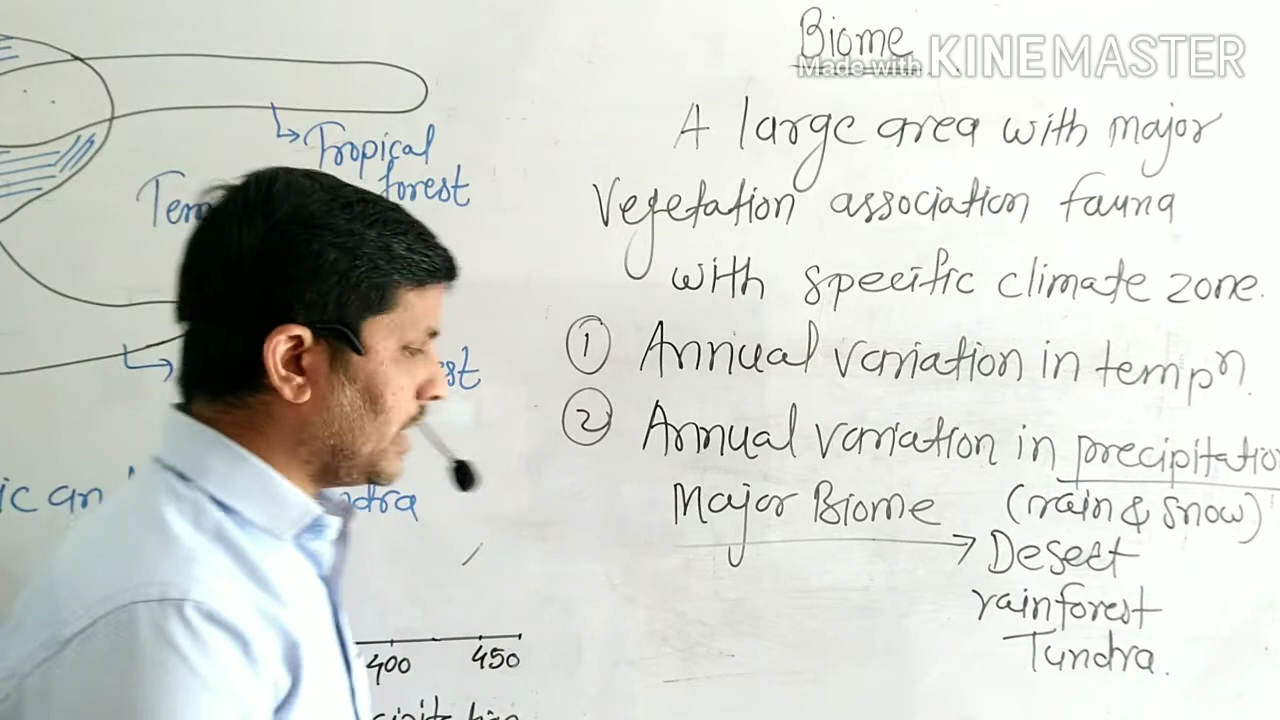 Biome
Made with KINEMASTER
A large area with major
Vegetation association fauna
with specific climate zone.
① Annual variation in tempⁿ
② Annual variation in precipitation
Major Biome (rain & snow)
→ Desert
rainforest
Tundra.
Tropical
forest
400 450